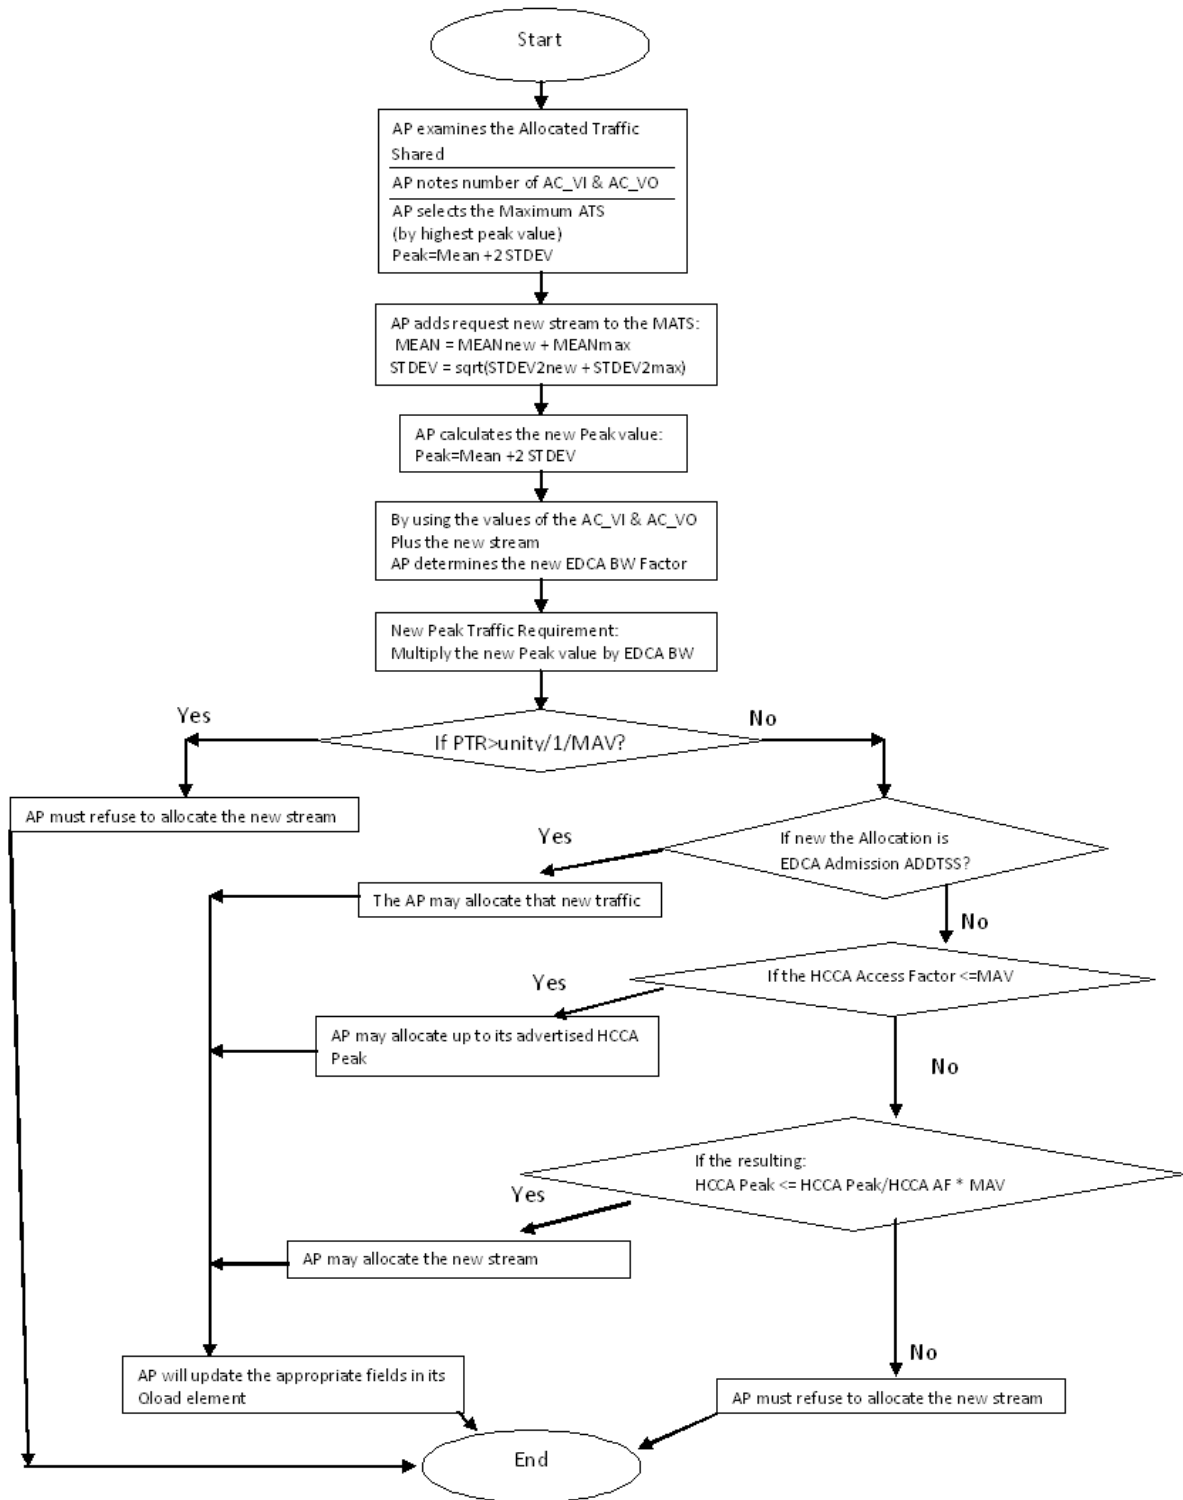 Start
AP examines the Allocated Traffic
Shared
AP notes number of AC_VI & AC_VO
AP selects the Maximum ATS
(by highest peak value)
Peak=Mean +2 STDEV
AP adds request new stream to the MATS:
MEAN = MEANnew + MEANmax
STDEV = sqrt(STDEV2new + STDEV2max)
AP calculates the new Peak value:
Peak=Mean +2 STDEV
By using the values of the AC_VI & AC_VO
Plus the new stream
AP determines the new EDCA BW Factor
New Peak Traffic Requirement:
Multiply the new Peak value by EDCA BW
Yes
No
If PTR>unity/1/MAV?
AP must refuse to allocate the new stream
Yes
If new the Allocation is
EDCA Admission ADDTSS?
The AP may allocate that new traffic
No
If the HCCA Access Factor <=MAV
Yes
AP may allocate up to its advertised HCCA
Peak
No
If the resulting:
HCCA Peak <= HCCA Peak/HCCA AF * MAV
Yes
AP may allocate the new stream
No
AP will update the appropriate fields in its
Qload element
AP must refuse to allocate the new stream
End